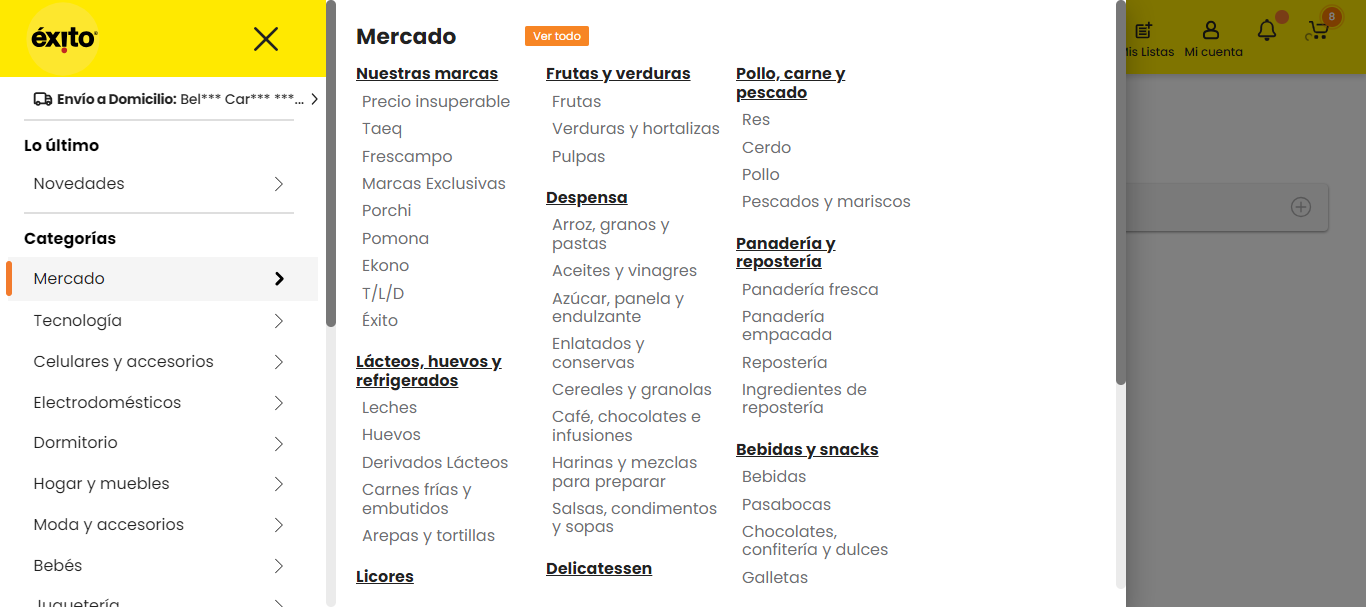 éxito
Envío a Domicilio: Bel*** Car*** ***...
Lo último
Novedades
Categorías
Mercado
Tecnología
Celulares y accesorios
Electrodomésticos
Dormitorio
Hogar y muebles
Moda y accesorios
Bebés
Juguetería
Mercado
Ver todo
Nuestras marcas
Precio insuperable
Taeq
Frescampo
Marcas Exclusivas
Porchi
Pomona
Ekono
T/L/D
Éxito
Lácteos, huevos y
refrigerados
Leches
Huevos
Derivados Lácteos
Carnes frías y
embutidos
Arepas y tortillas
Licores
Frutas y verduras
Frutas
Verduras y hortalizas
Pulpas
Despensa
Arroz, granos y
pastas
Aceites y vinagres
Azúcar, panela y
endulzante
Enlatados y
conservas
Cereales y granolas
Café, chocolates e
infusiones
Harinas y mezclas
para preparar
Salsas, condimentos
y sopas
Delicatessen
Pollo, carne y
pescado
Res
Cerdo
Pollo
Pescados y mariscos
Panadería y
repostería
Panadería fresca
Panadería
empacada
Repostería
Ingredientes de
repostería
Bebidas y snacks
Bebidas
Pasabocas
Chocolates,
confitería y dulces
Galletas
Mis Listas
Mi cuenta
8